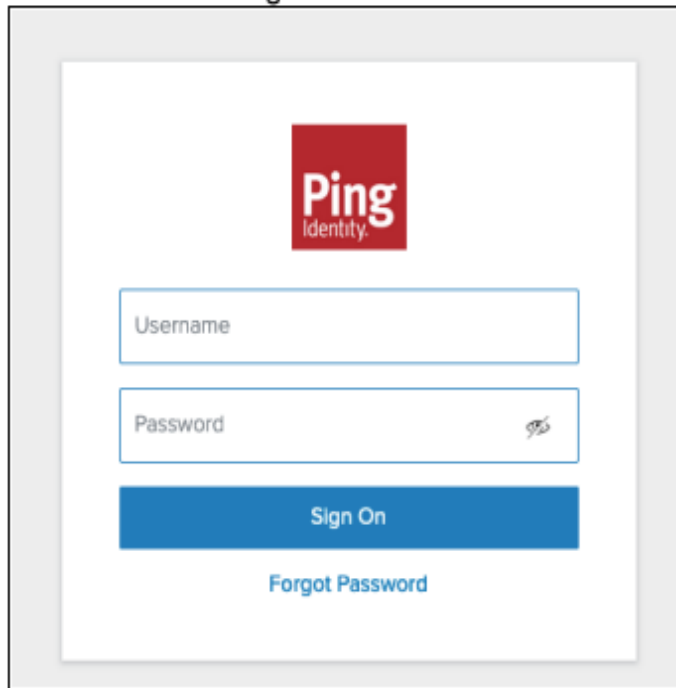 Ping
Identity.
Username
Password
Sign On
Forgot Password